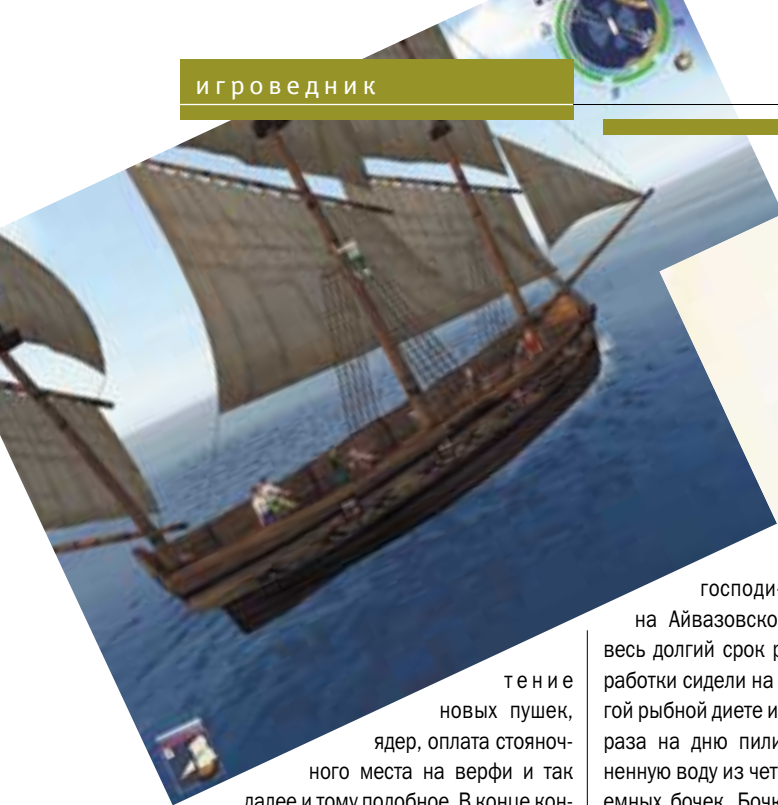 игроведник
тение
новых пушек,
ядер, оплата стояноч-
ного места на верфи и так
далее и тому подобное. В конце кон-
господи-
на Айвазовско
весь долгий срок р
работки сидели на
гой рыбной диете и
раза на дню пили
ненную воду из чет
емных бочек. Бочк